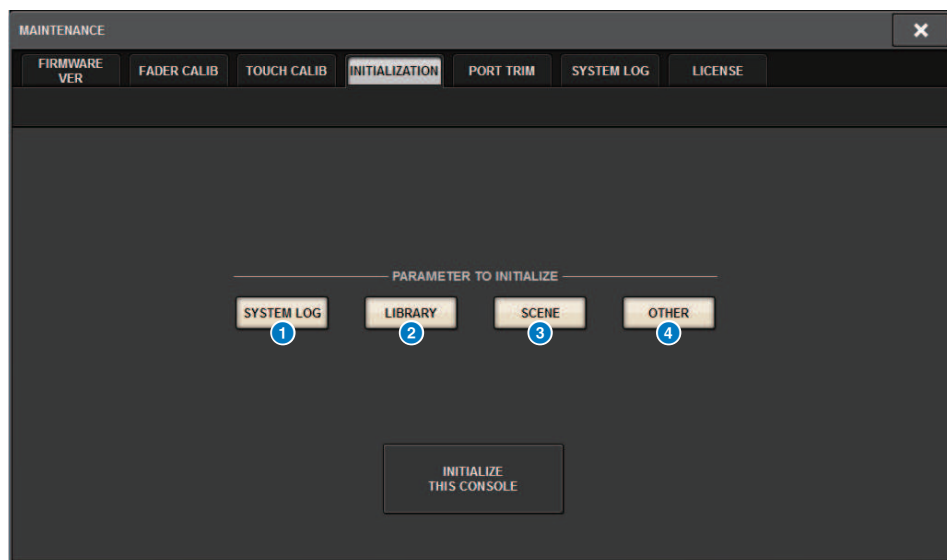 MAINTENANCE
FIRMWARE
VER
FADER CALIB
TOUCH CALIB
INITIALIZATION
PORT TRIM
SYSTEM LOG
LICENSE
PARAMETER TO INITIALIZE
SYSTEM LOG
LIBRARY
SCENE
OTHER
1
2
3
4
INITIALIZE
THIS CONSOLE